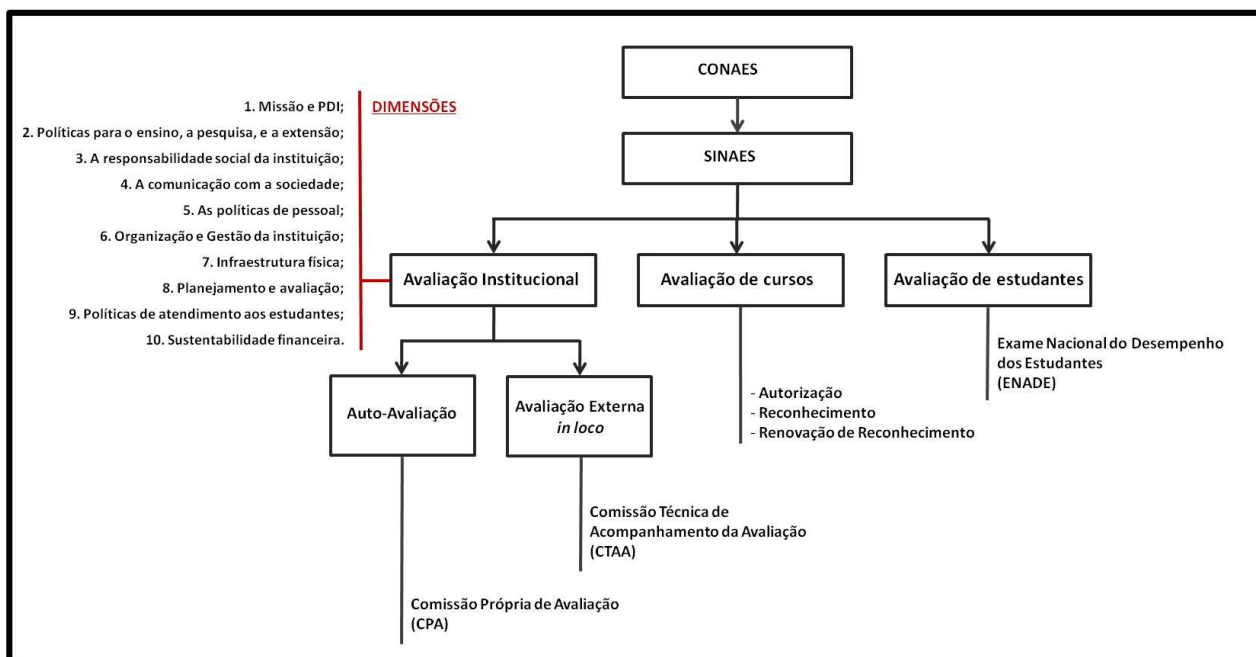 CONAES
SINAES
DIMENSÕES
1. Missão e PDI;
2. Políticas para o ensino, a pesquisa, e a extensão;
3. A responsabilidade social da instituição;
4. A comunicação com a sociedade;
5. As políticas de pessoal;
6. Organização e Gestão da instituição;
7. Infraestrutura física;
8. Planejamento e avaliação;
9. Políticas de atendimento aos estudantes;
10. Sustentabilidade financeira.
Avaliação Institucional
Avaliação de cursos
Avaliação de estudantes
Auto-Avaliação
Avaliação Externa
in loco
- Autorização
- Reconhecimento
- Renovação de Reconhecimento
Exame Nacional do Desempenho
dos Estudantes
(ENADE)
Comissão Técnica de
Acompanhamento da Avaliação
(CTAA)
Comissão Própria de Avaliação
(CPA)